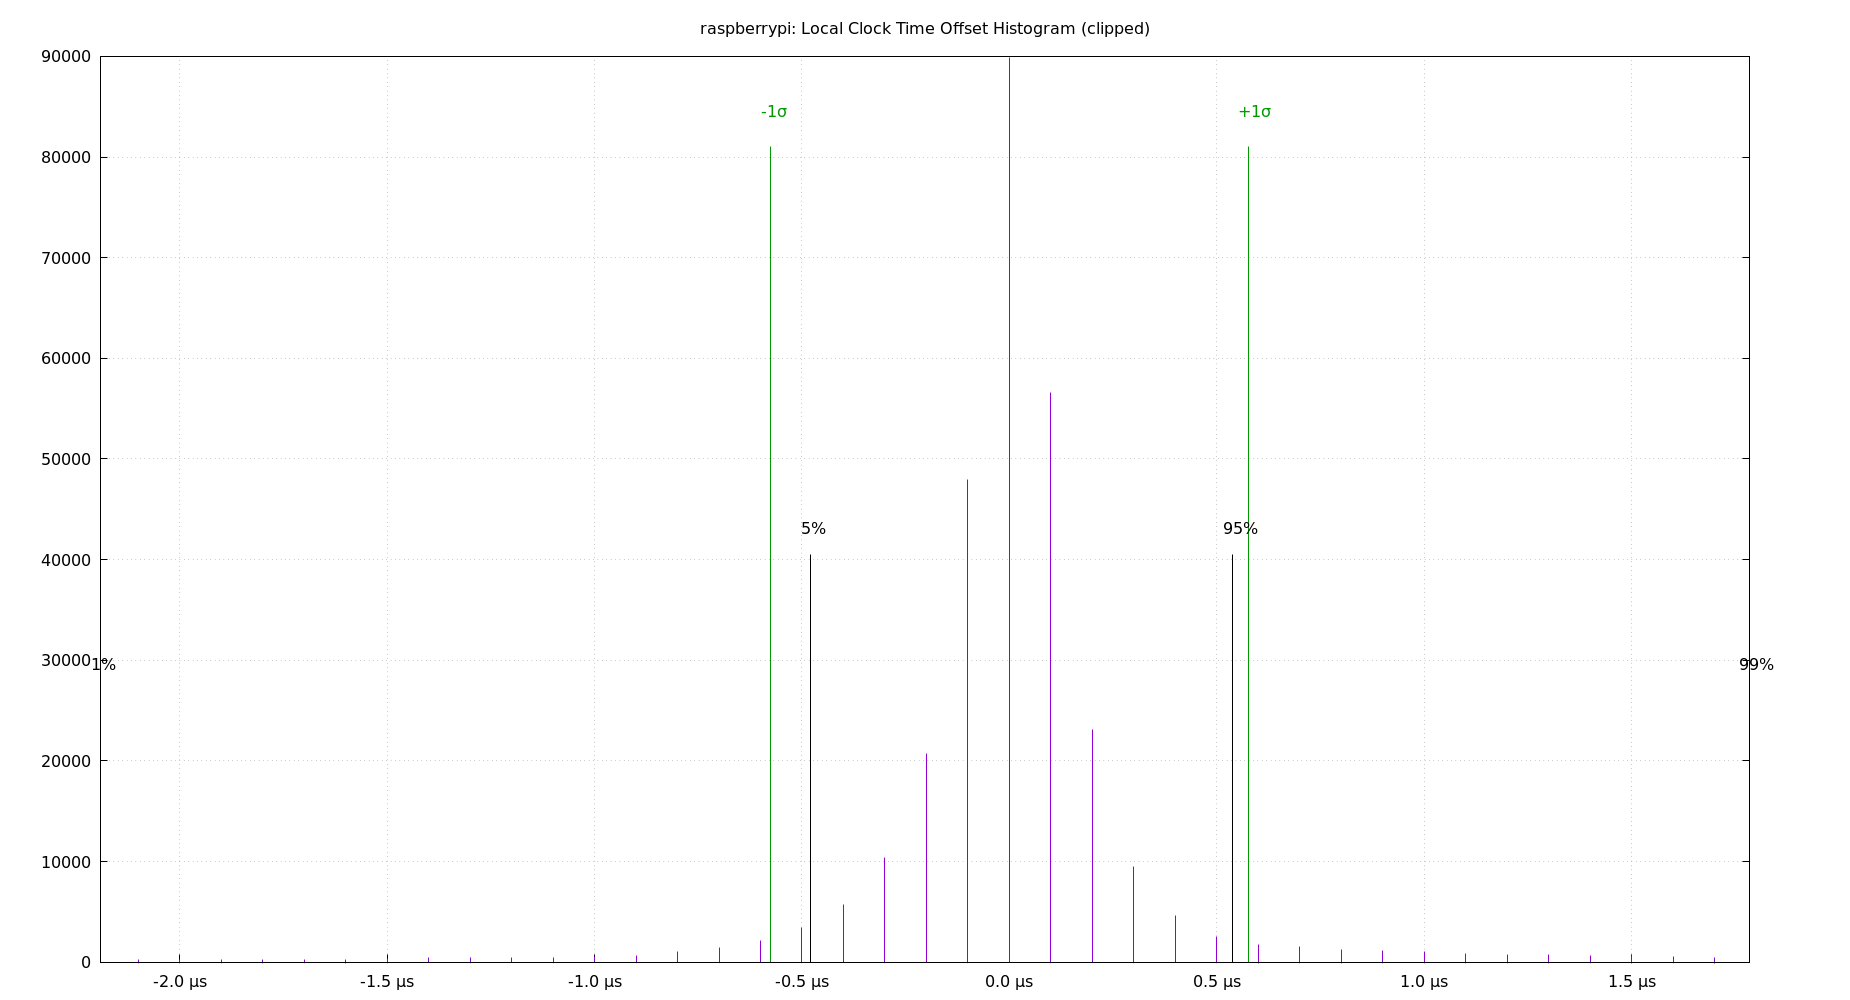 raspberrypi: Local Clock Time Offset Histogram (clipped)
90000
-1σ +1σ
80000
70000
60000
50000
5% 95%
40000
30000 1% 99%
20000
10000
0
-2.0 µs -1.5 µs -1.0 µs -0.5 µs 0.0 µs 0.5 µs 1.0 µs 1.5 µs